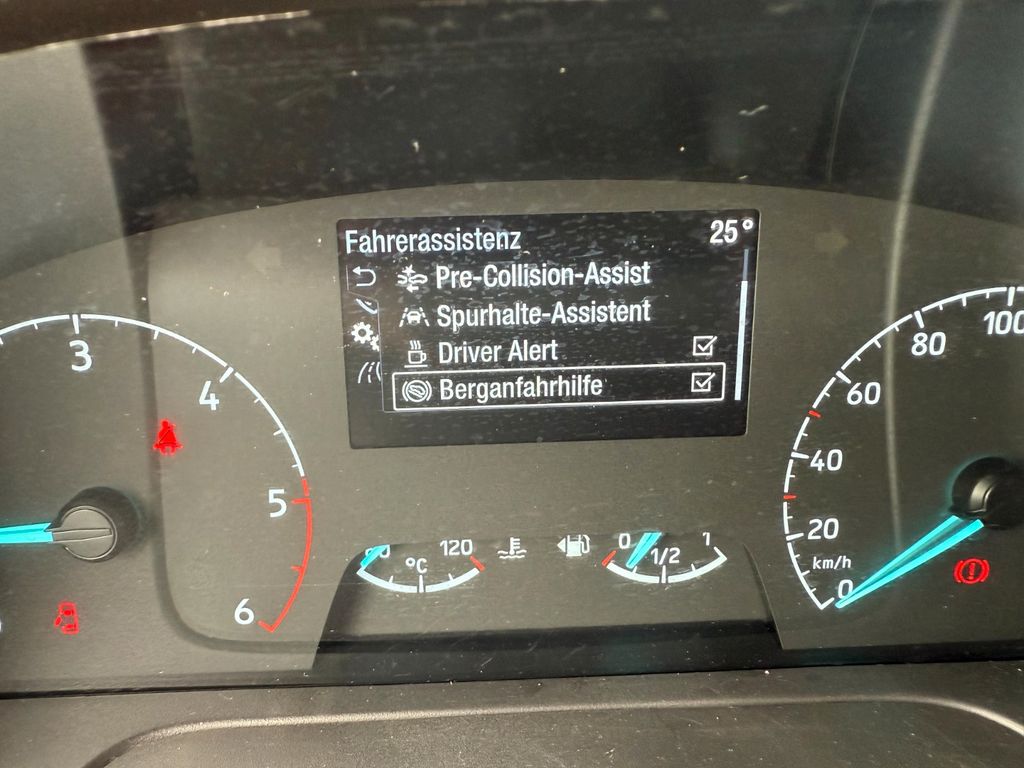 Fahrerassistenz 25°
Pre-Collision-Assist
Spurhalte-Assistent
Driver Alert
Berganfahrhilfe
3
4
5
6
120
°C
0
1/2
1
0
20
40
60
80
100
km/h